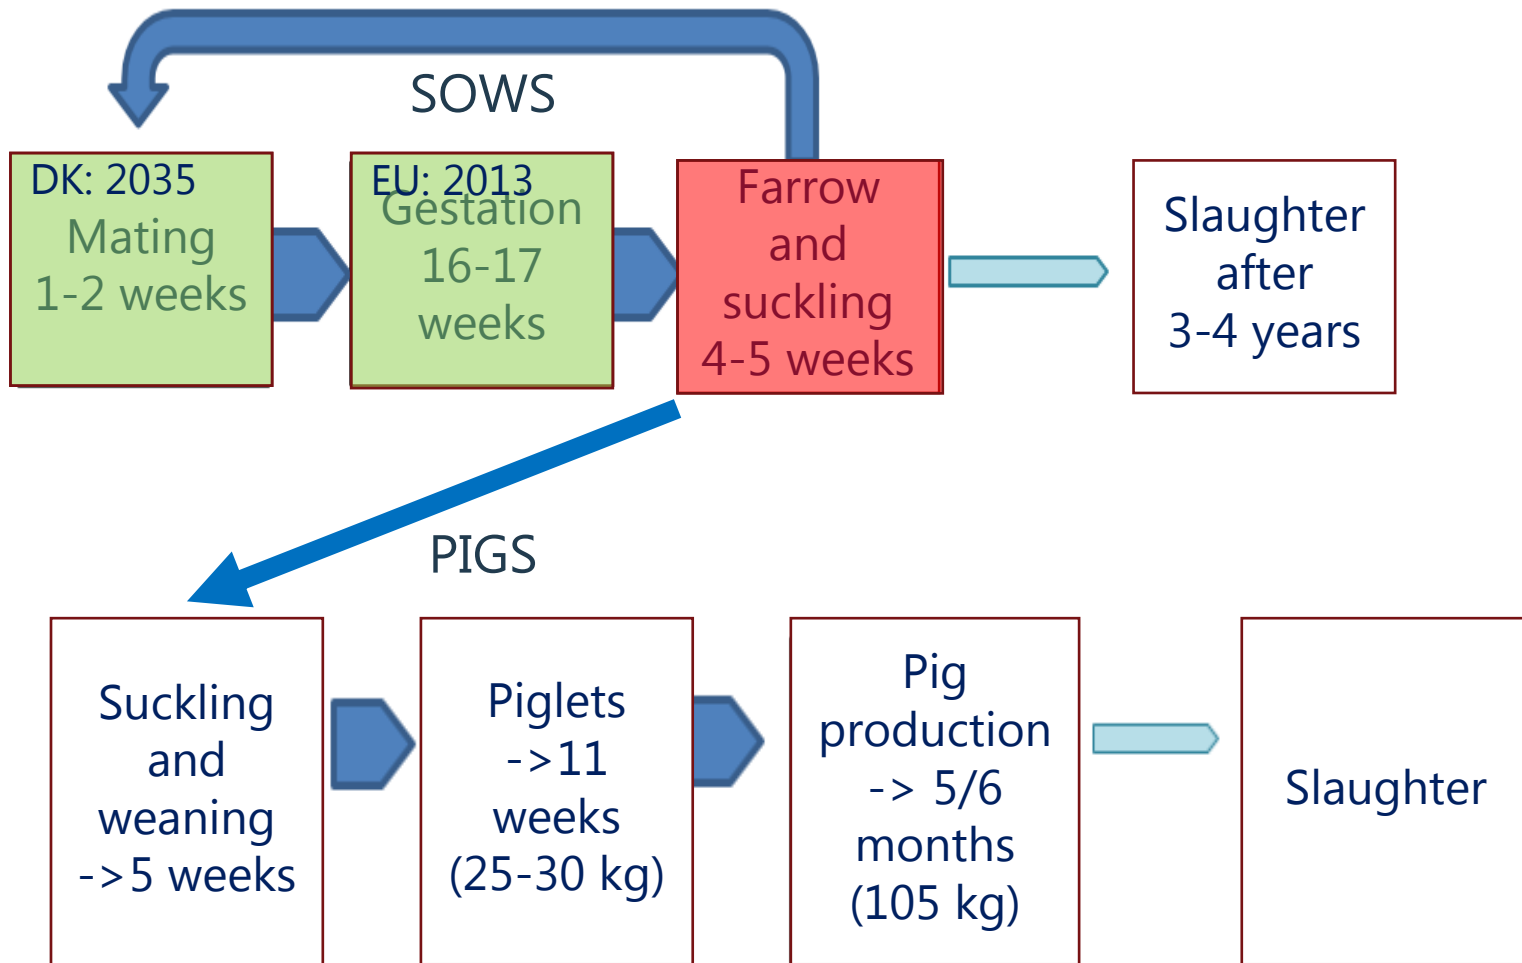 SOWS
DK: 2035
Mating
1-2 weeks
EU: 2013
Gestation
16-17
weeks
Farrow
and
suckling
4-5 weeks
Slaughter
after
3-4 years
PIGS
Suckling
and
weaning
->5 weeks
Piglets
->11
weeks
(25-30 kg)
Pig
production
-> 5/6
months
(105 kg)
Slaughter